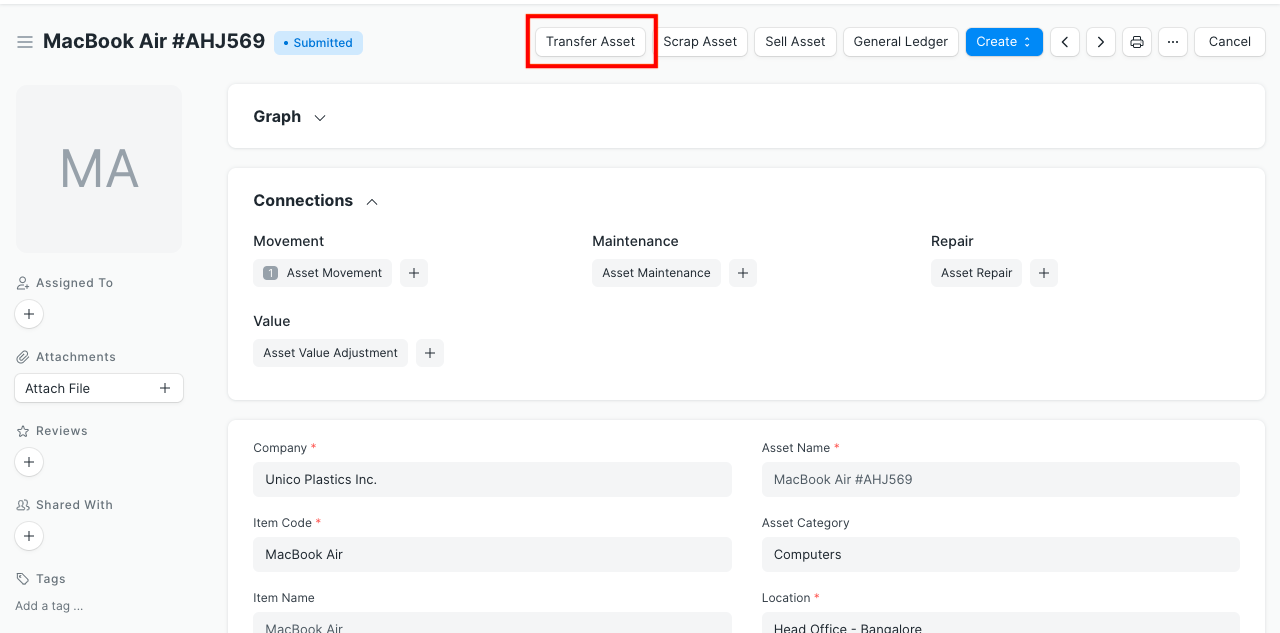 MacBook Air #AHJ569 • Submitted Transfer Asset Scrap Asset Sell Asset General Ledger Create ... Cancel
MA
Assigned To
Attachments
Attach File
Reviews
Shared With
Tags
Add a tag ...
Graph
Connections
Movement Maintenance Repair
1 Asset Movement Asset Maintenance Asset Repair
Value
Asset Value Adjustment
Company * Asset Name *
Unico Plastics Inc. MacBook Air #AHJ569
Item Code * Asset Category
MacBook Air Computers
Item Name Location *
MacBook Air Head Office - Bangalore